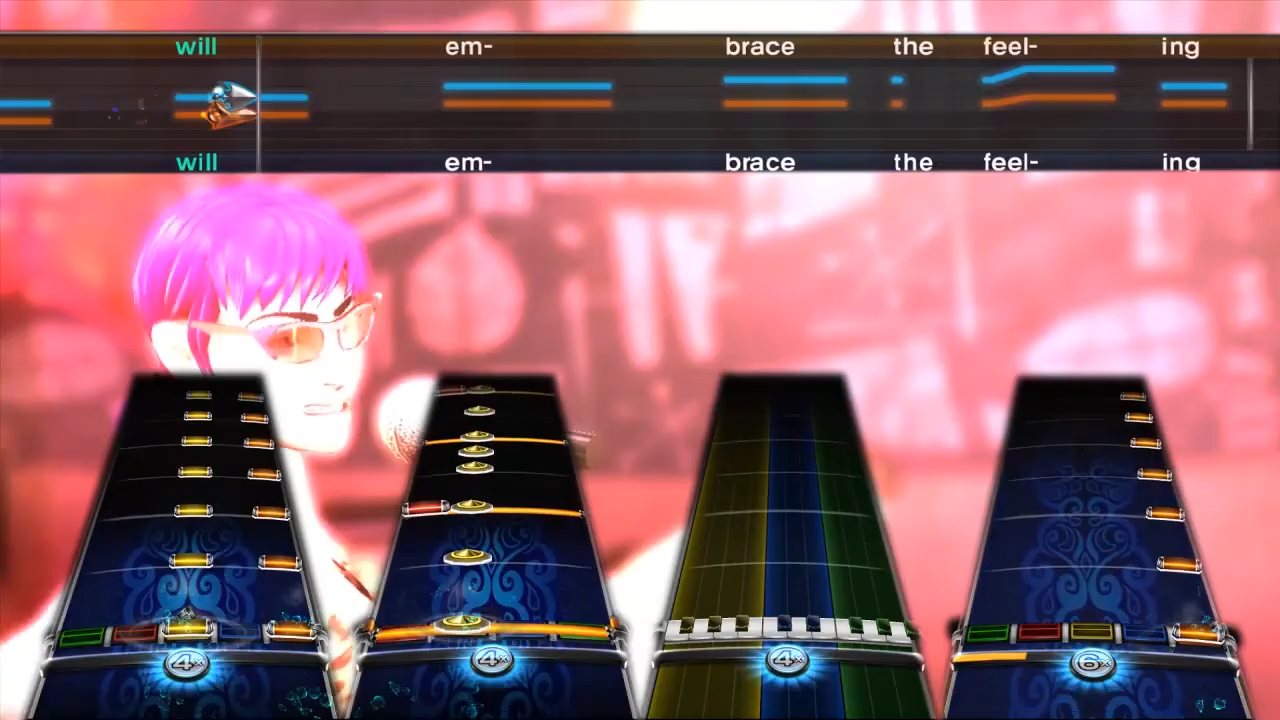 will em- brace the feel- ing
will em- brace the feel- ing
4x 4x 4x 6x